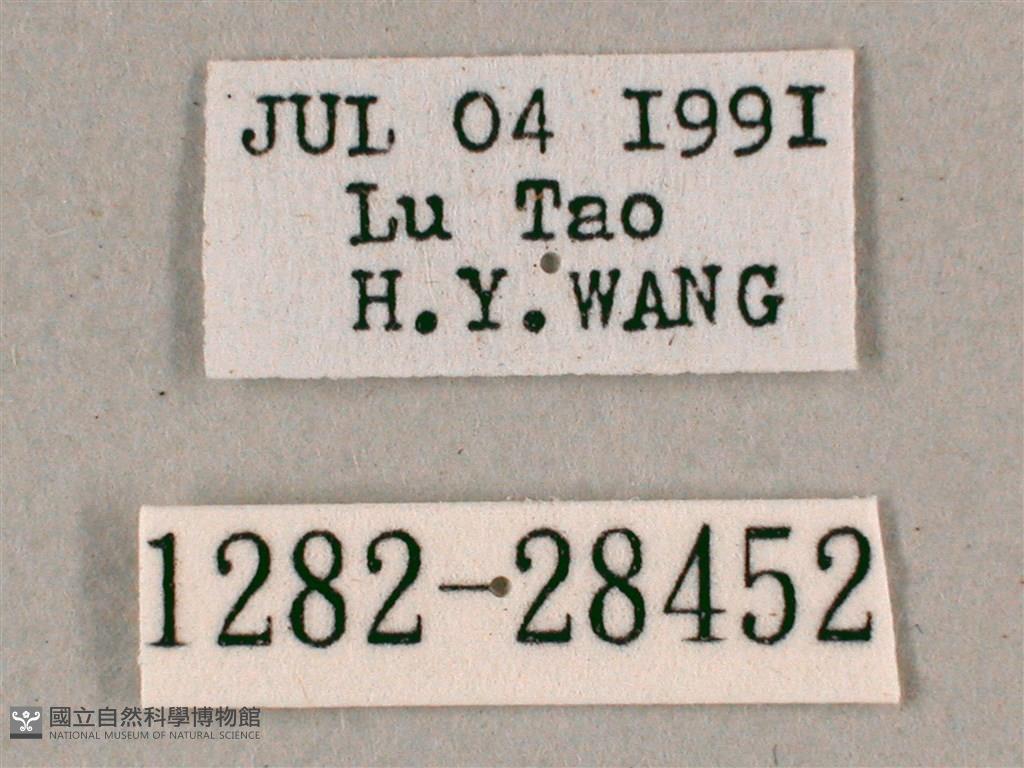 JUL 04 1991
Lu Tao
H.Y.WANG
1282-28452
國立自然科學博物館
NATIONAL MUSEUM OF NATURAL SCIENCE